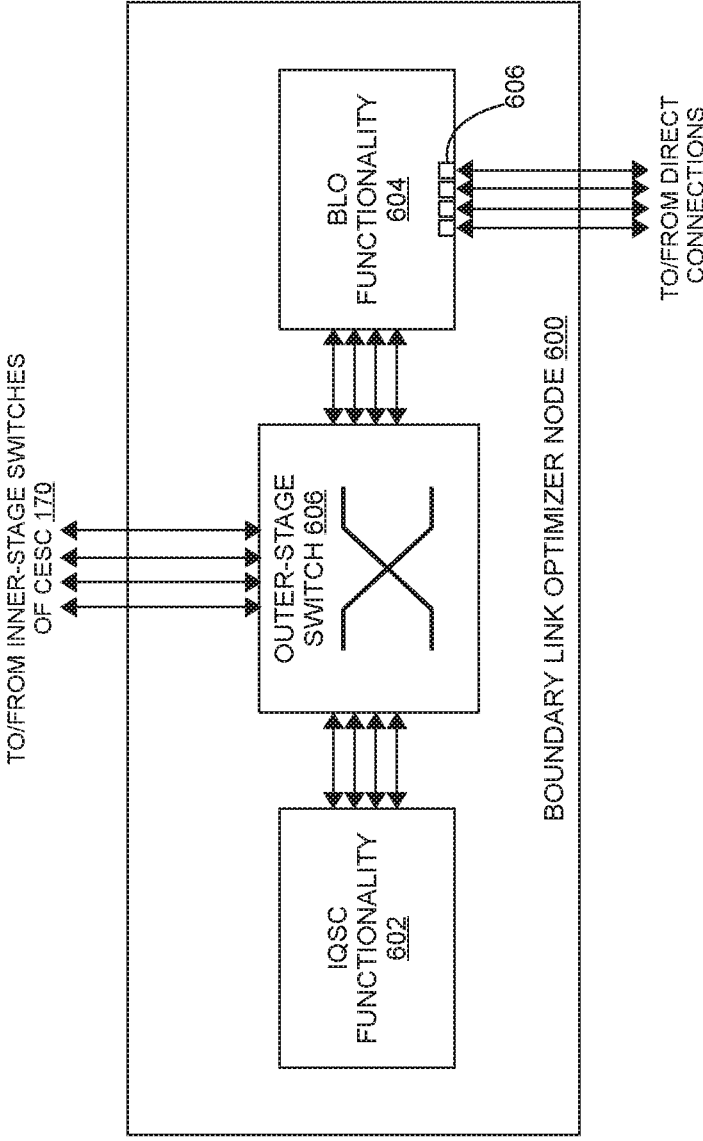 TO/FROM INNER-STAGE SWITCHES
OF CESC 170
IQSC
FUNCTIONALITY
602
OUTER-STAGE
SWITCH 606
BLO
FUNCTIONALITY
604
606
BOUNDARY LINK OPTIMIZER NODE 600
TO/FROM DIRECT
CONNECTIONS